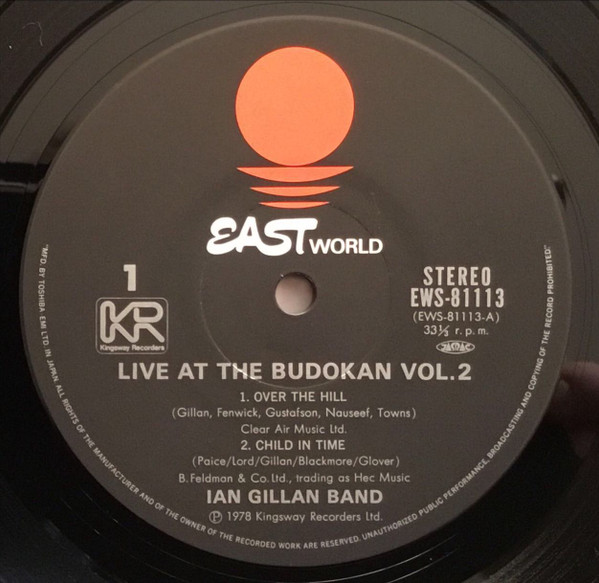 EAST WORLD
1
KR
Kingsway Recorders
STEREO
EWS-81113
(EWS-81113-A)
33⅓ r.p.m.
JASRAC
LIVE AT THE BUDOKAN VOL.2
1. OVER THE HILL
(Gillan, Fenwick, Gustafson, Nauseef, Towns)
Clear Air Music Ltd.
2. CHILD IN TIME
(Paice/Lord/Gillan/Blackmore/Glover)
B. Feldman & Co. Ltd., trading as Hec Music
IAN GILLAN BAND
Ⓟ 1978 Kingsway Recorders Ltd.
"MFD. BY TOSHIBA EMI LTD. IN JAPAN ALL RIGHTS OF THE MANUFACTURER AND OF THE OWNER OF THE RECORDED WORK ARE RESERVED. UNAUTHORIZED PUBLIC PERFORMANCE, BROADCASTING AND COPYING OF THE RECORD PROHIBITED."